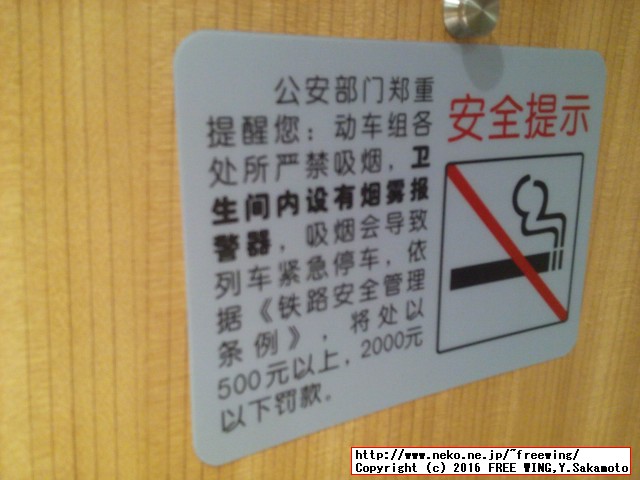 公安部门郑重
提醒您：动车组各
处所严禁吸烟，卫
生间内设有烟雾报
警器，吸烟会导致
列车紧急停车，依
据《铁路安全管理
条例》，将处以
500元以上，2000元
以下罚款。
安全提示
http://www.neko.ne.jp/~freewing/
Copyright (c) 2016 FREE WING,Y.Sakamoto